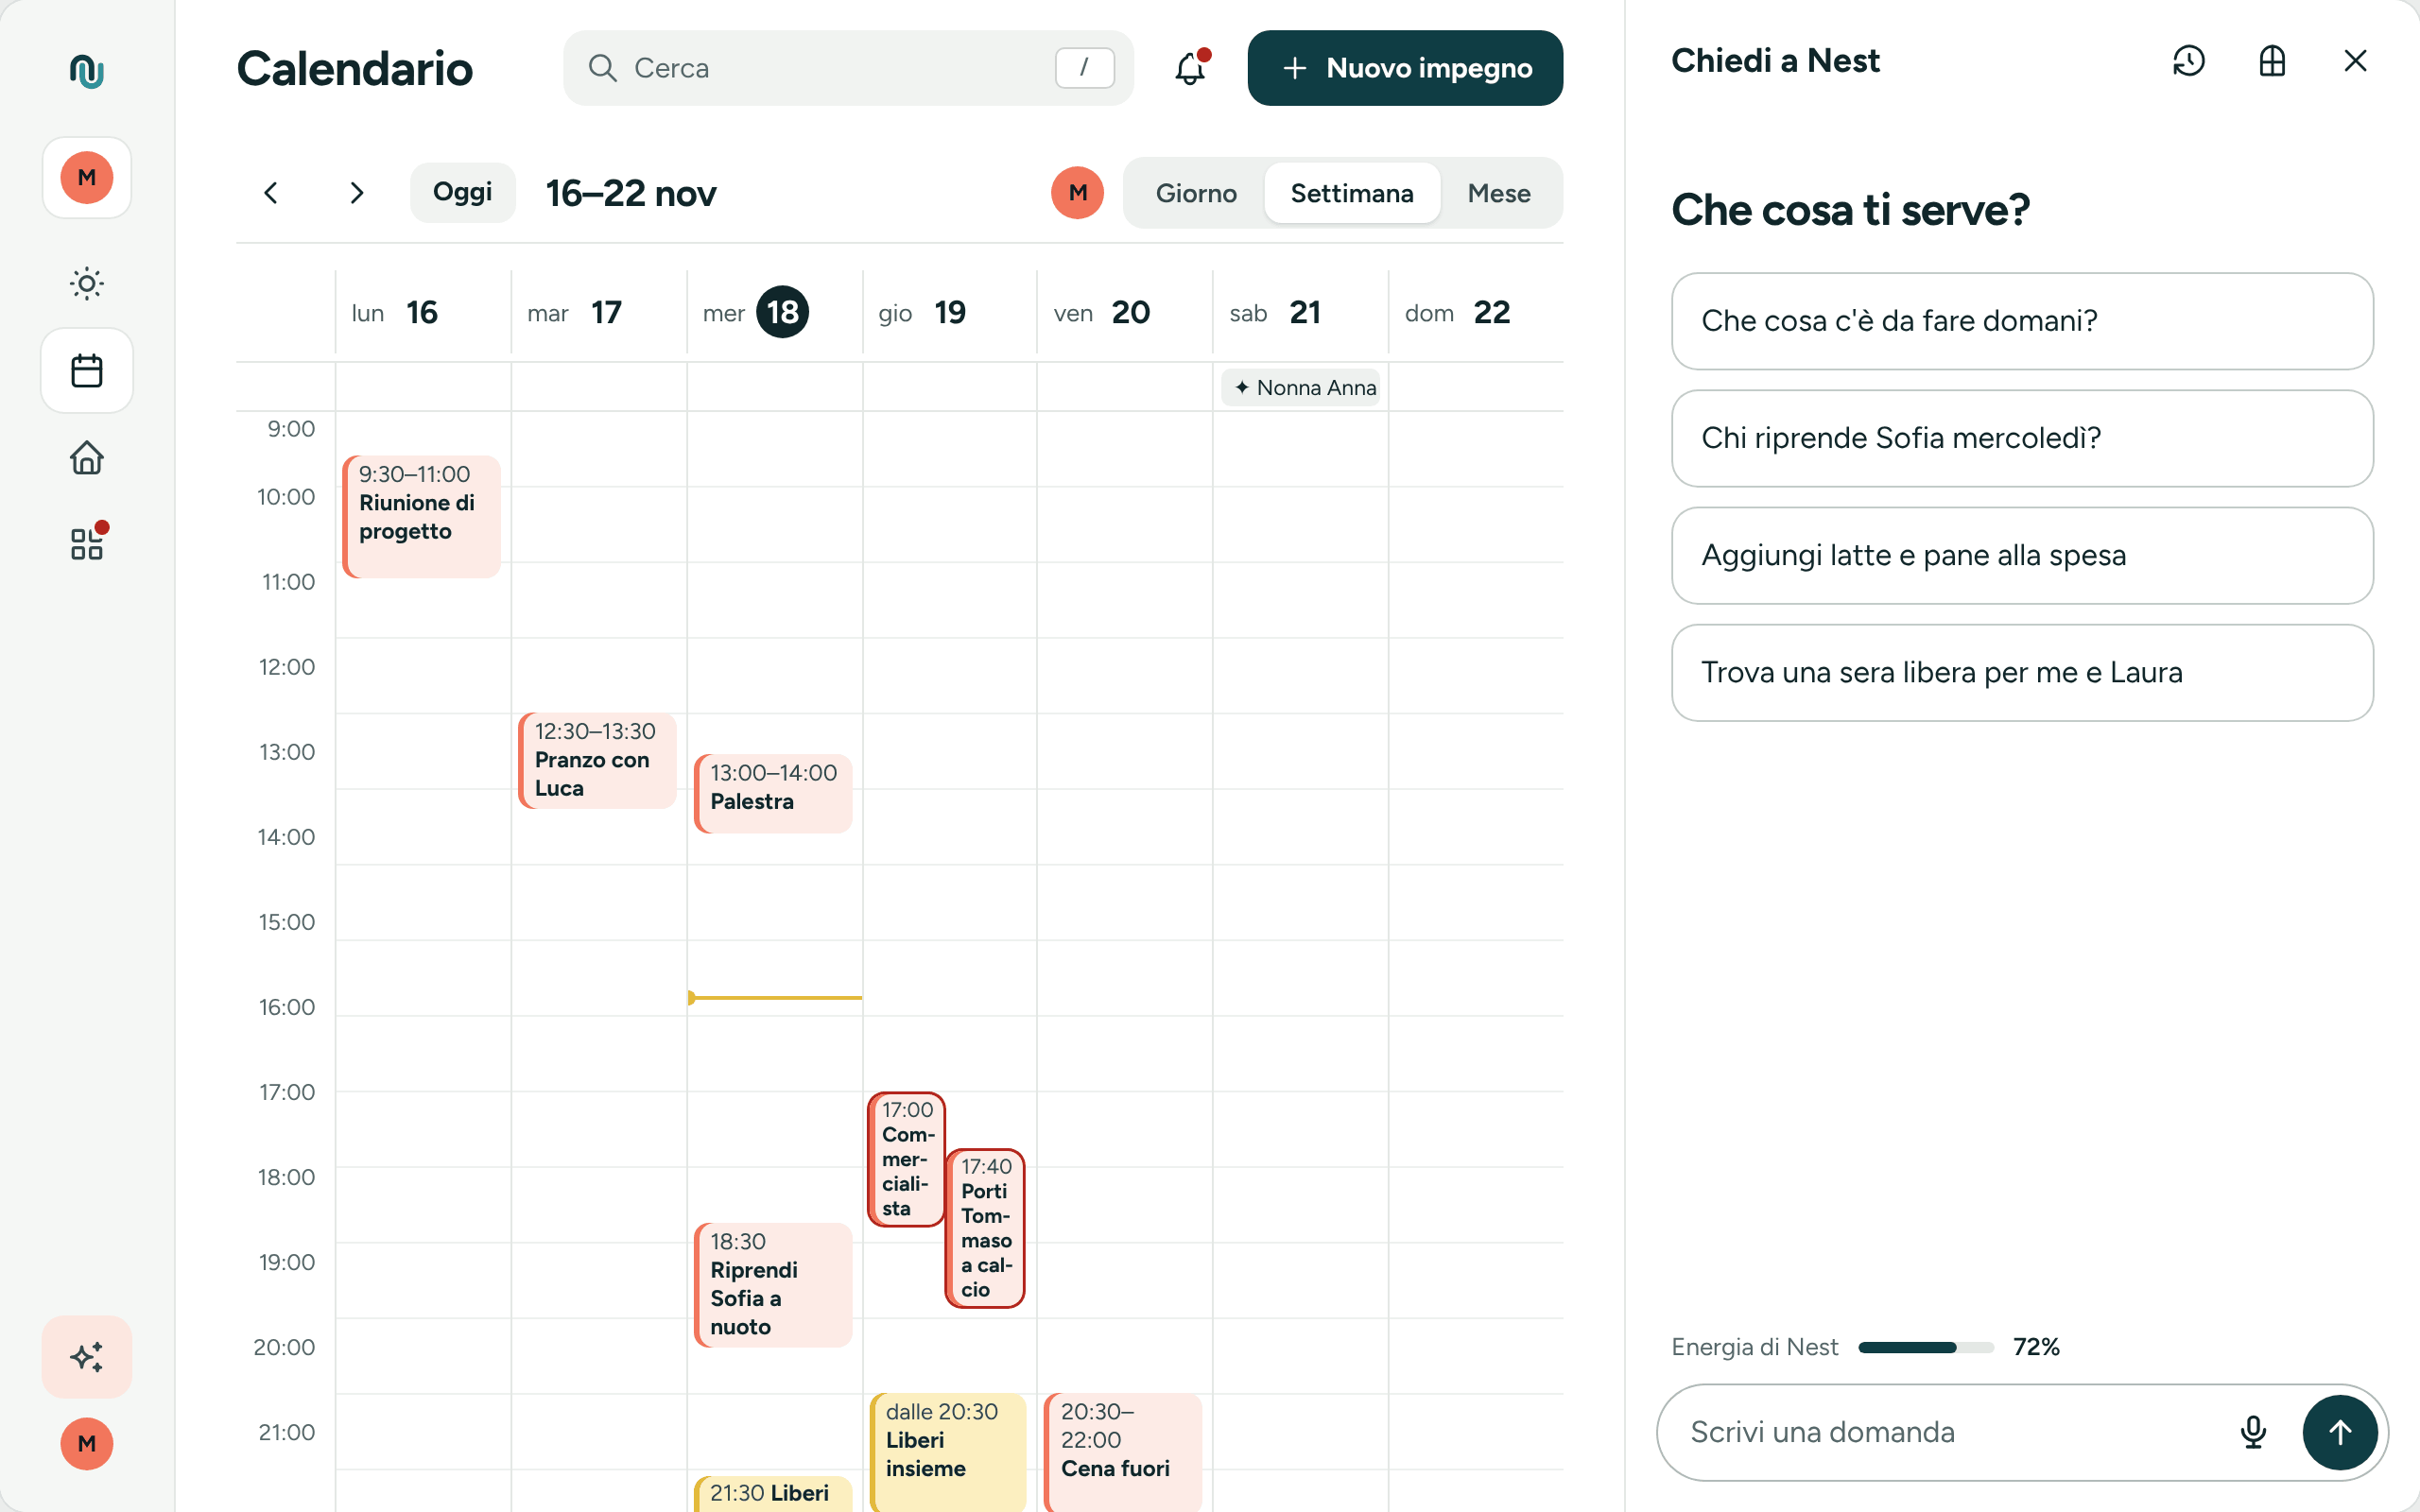 Calendario
Cerca
/
Nuovo impegno
M
Oggi
16–22 nov
M
Giorno
Settimana
Mese
lun 16
mar 17
mer 18
gio 19
ven 20
sab 21
dom 22
✦ Nonna Anna
9:00
10:00
11:00
12:00
13:00
14:00
15:00
16:00
17:00
18:00
19:00
20:00
21:00
9:30–11:00
Riunione di
progetto
12:30–13:30
Pranzo con
Luca
13:00–14:00
Palestra
18:30
Riprendi
Sofia a
nuoto
21:30 Liberi
17:00
Com-
mer-
ciali-
sta
17:40
Porti
Tom-
maso
a cal-
cio
dalle 20:30
Liberi
insieme
20:30–
22:00
Cena fuori
M
Chiedi a Nest
Che cosa ti serve?
Che cosa c'è da fare domani?
Chi riprende Sofia mercoledì?
Aggiungi latte e pane alla spesa
Trova una sera libera per me e Laura
Energia di Nest 72%
Scrivi una domanda